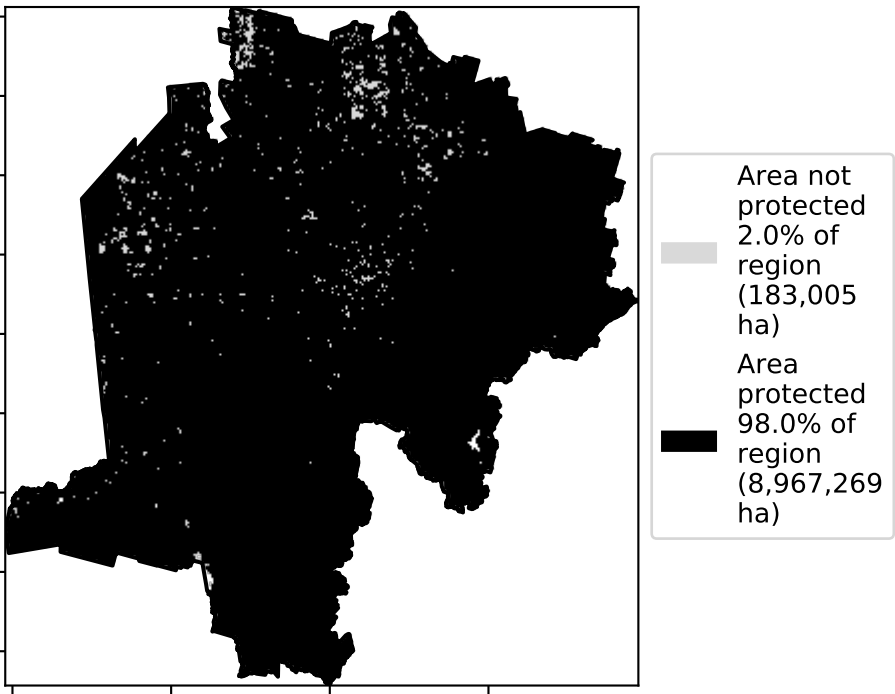 Area not
protected
2.0% of
region
(183,005
ha)
Area
protected
98.0% of
region
(8,967,269
ha)